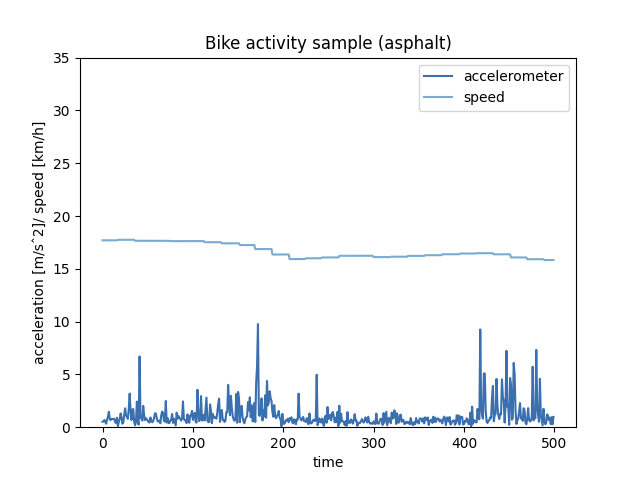 Bike activity sample (asphalt)
accelerometer
speed
35
30
25
20
15
10
5
0
acceleration [m/s^2]/ speed [km/h]
0 100 200 300 400 500
time